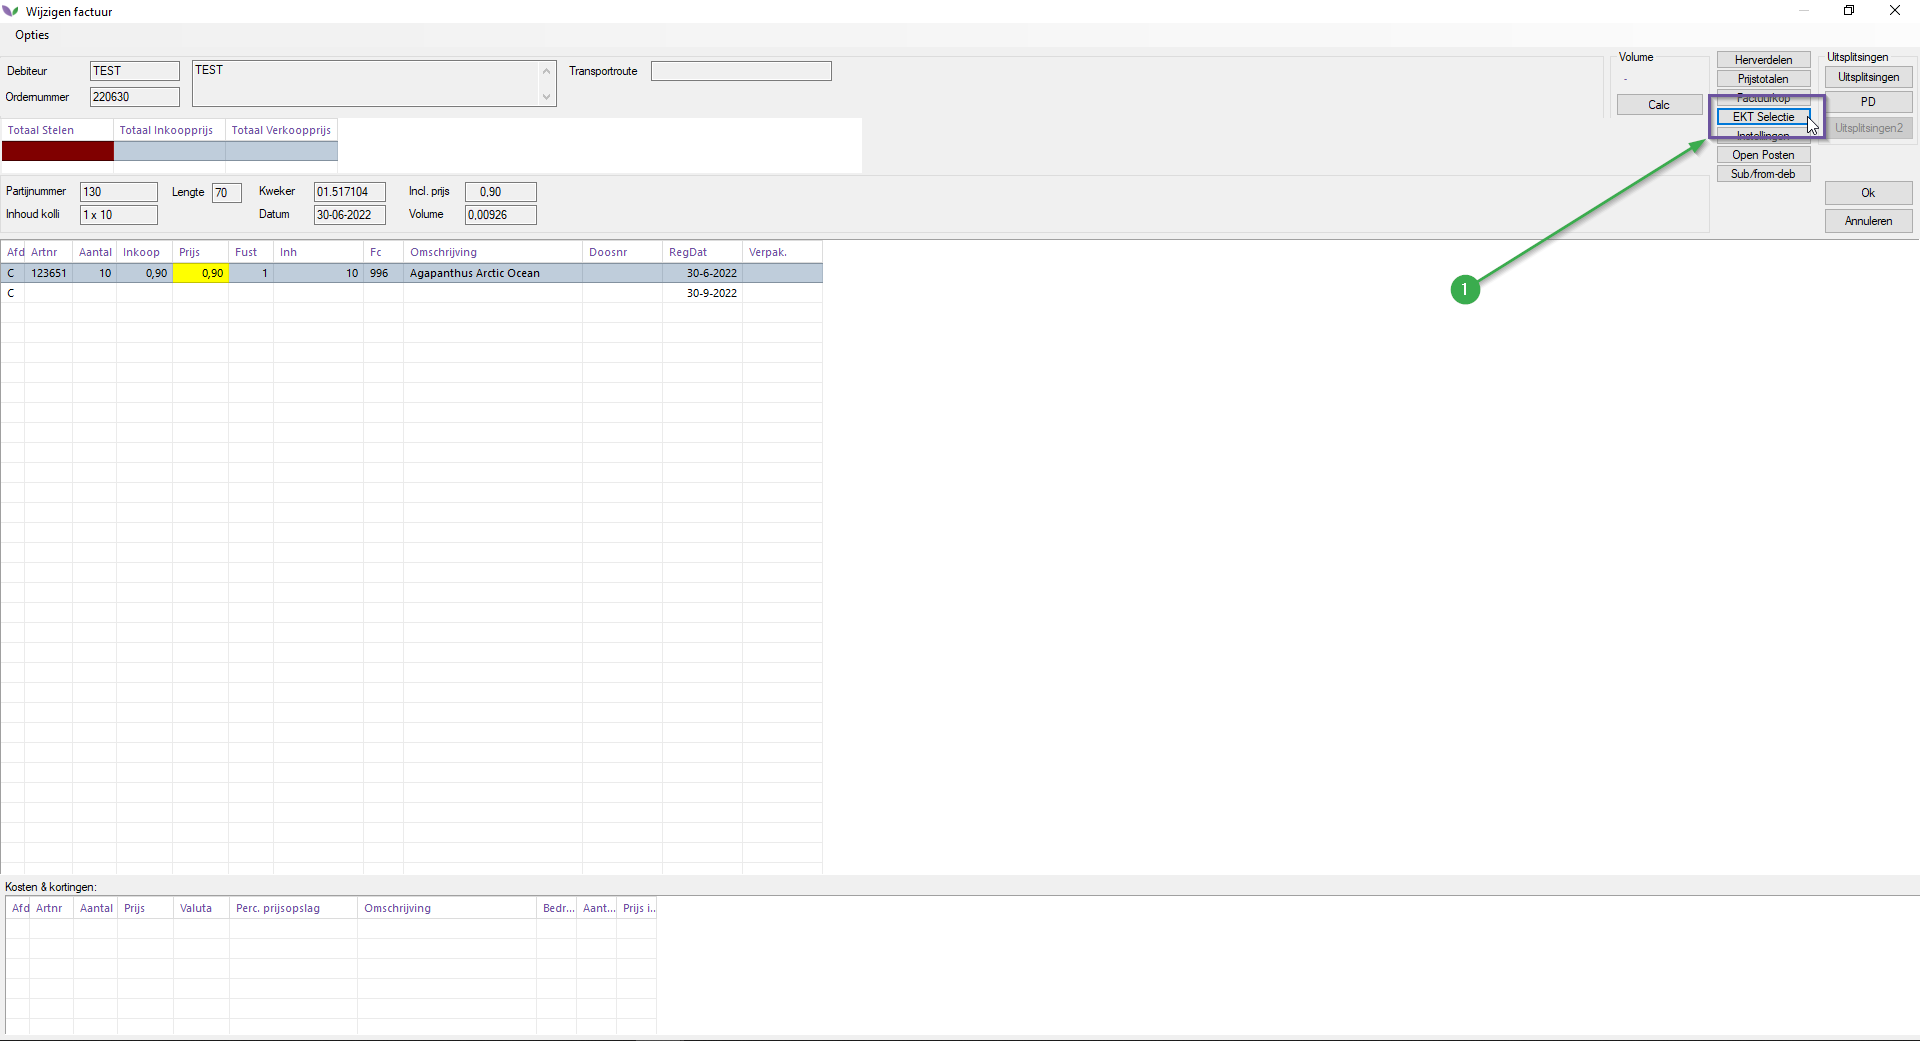 Wijzigen factuur
Opties
Debiteur TEST TEST Transportroute
Ordernummer 220630
Volume
-
Calc
Herverdelen
Prijstotalen
Factuurkop
EKT Selectie
Instellingen
Open Posten
Sub/from-deb
Uitsplitsingen
Uitsplitsingen
PD
Uitsplitsingen2
Ok
Annuleren
Totaal Stelen Totaal Inkoopprijs Totaal Verkoopprijs
Partijnummer 130 Lengte 70 Kweker 01.517104 Incl. prijs 0,90
Inhoud kolli 1 x 10 Datum 30-06-2022 Volume 0,00926
1
Afd Artnr Aantal Inkoop Prijs Fust Inh Fc Omschrijving Doosnr RegDat Verpak.
C 123651 10 0,90 0,90 1 10 996 Agapanthus Arctic Ocean 30-6-2022
C 30-9-2022
Kosten & kortingen:
Afd Artnr Aantal Prijs Valuta Perc. prijsopslag Omschrijving Bedr... Aant... Prijs i..